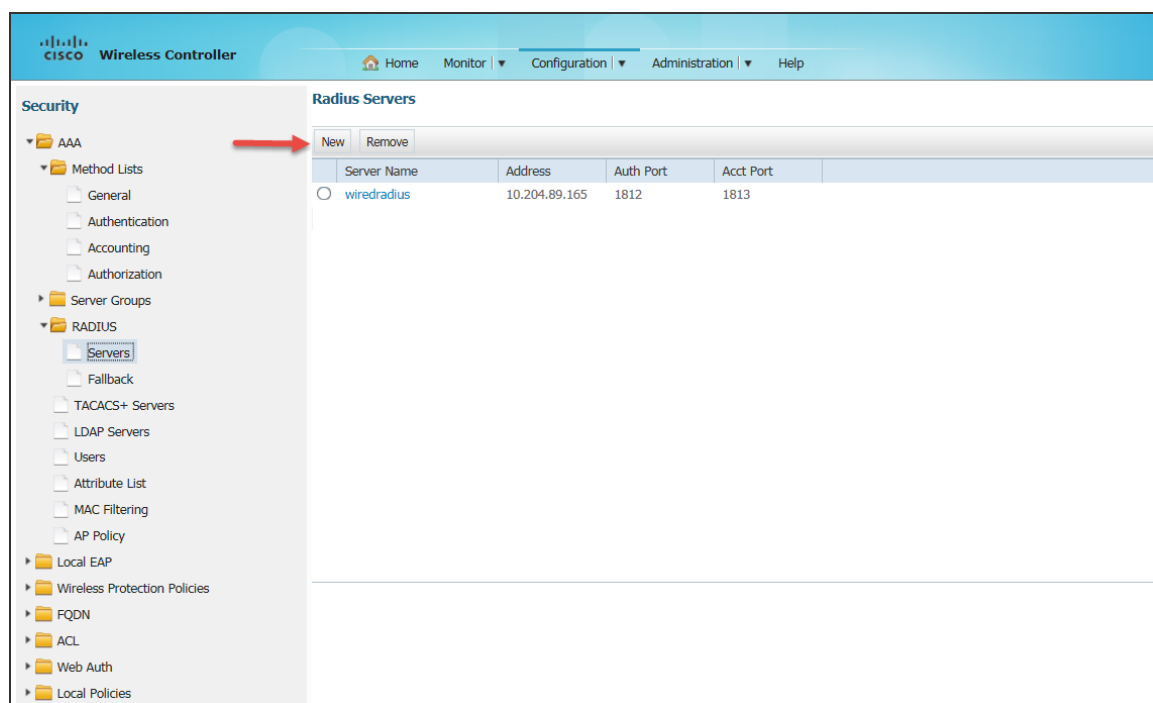 CISCO Wireless Controller
Home Monitor Configuration Administration Help
Security
AAA
Method Lists
General
Authentication
Accounting
Authorization
Server Groups
RADIUS
Servers
Fallback
TACACS+ Servers
LDAP Servers
Users
Attribute List
MAC Filtering
AP Policy
Local EAP
Wireless Protection Policies
FQDN
ACL
Web Auth
Local Policies
Radius Servers
New Remove
Server Name Address Auth Port Acct Port
wiredradius 10.204.89.165 1812 1813